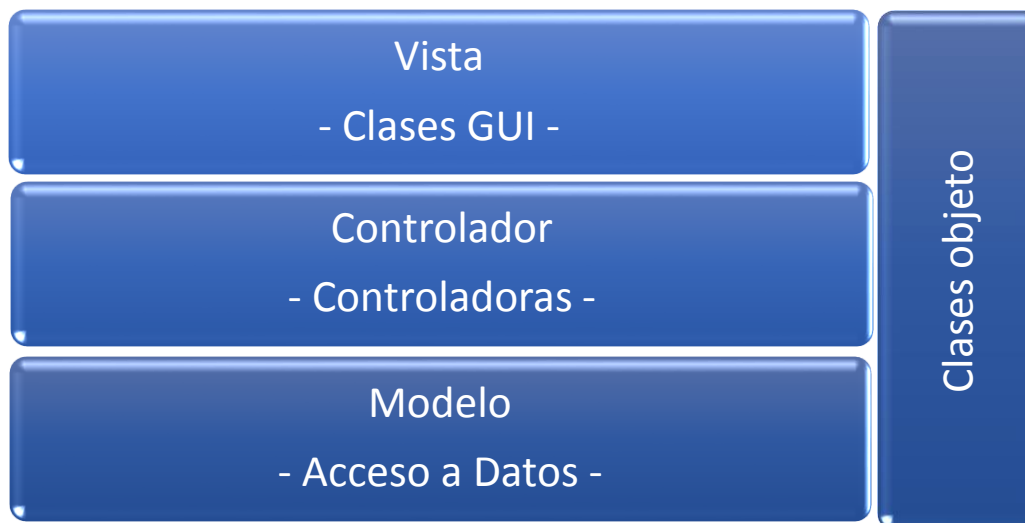 Vista
- Clases GUI -
Controlador
- Controladoras -
Modelo
- Acceso a Datos -
Clases objeto